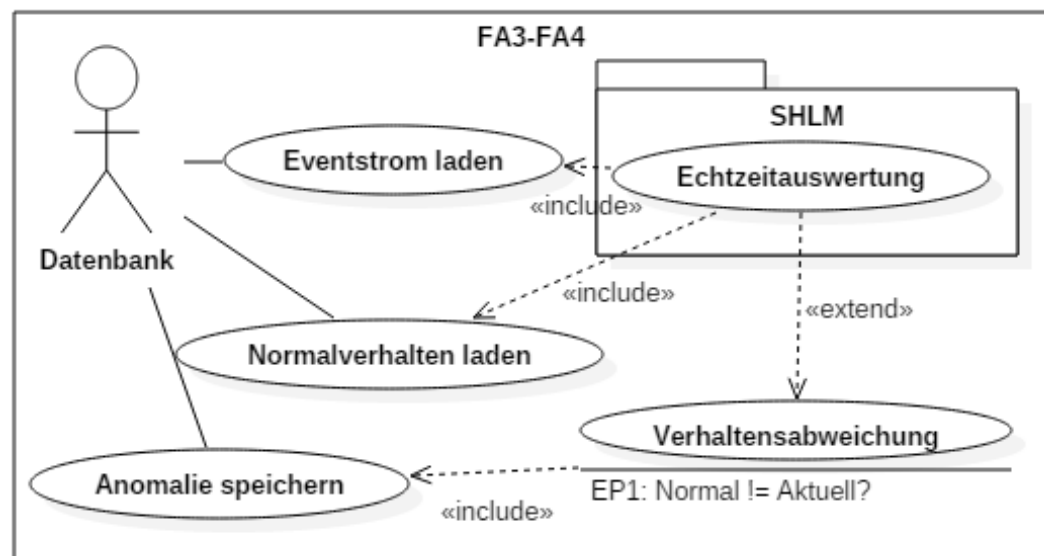 FA3-FA4
SHLM
Eventstrom laden
Echtzeitauswertung
«include»
Datenbank
«include»
«extend»
Normalverhalten laden
Verhaltensabweichung
Anomalie speichern
EP1: Normal != Aktuell?
«include»